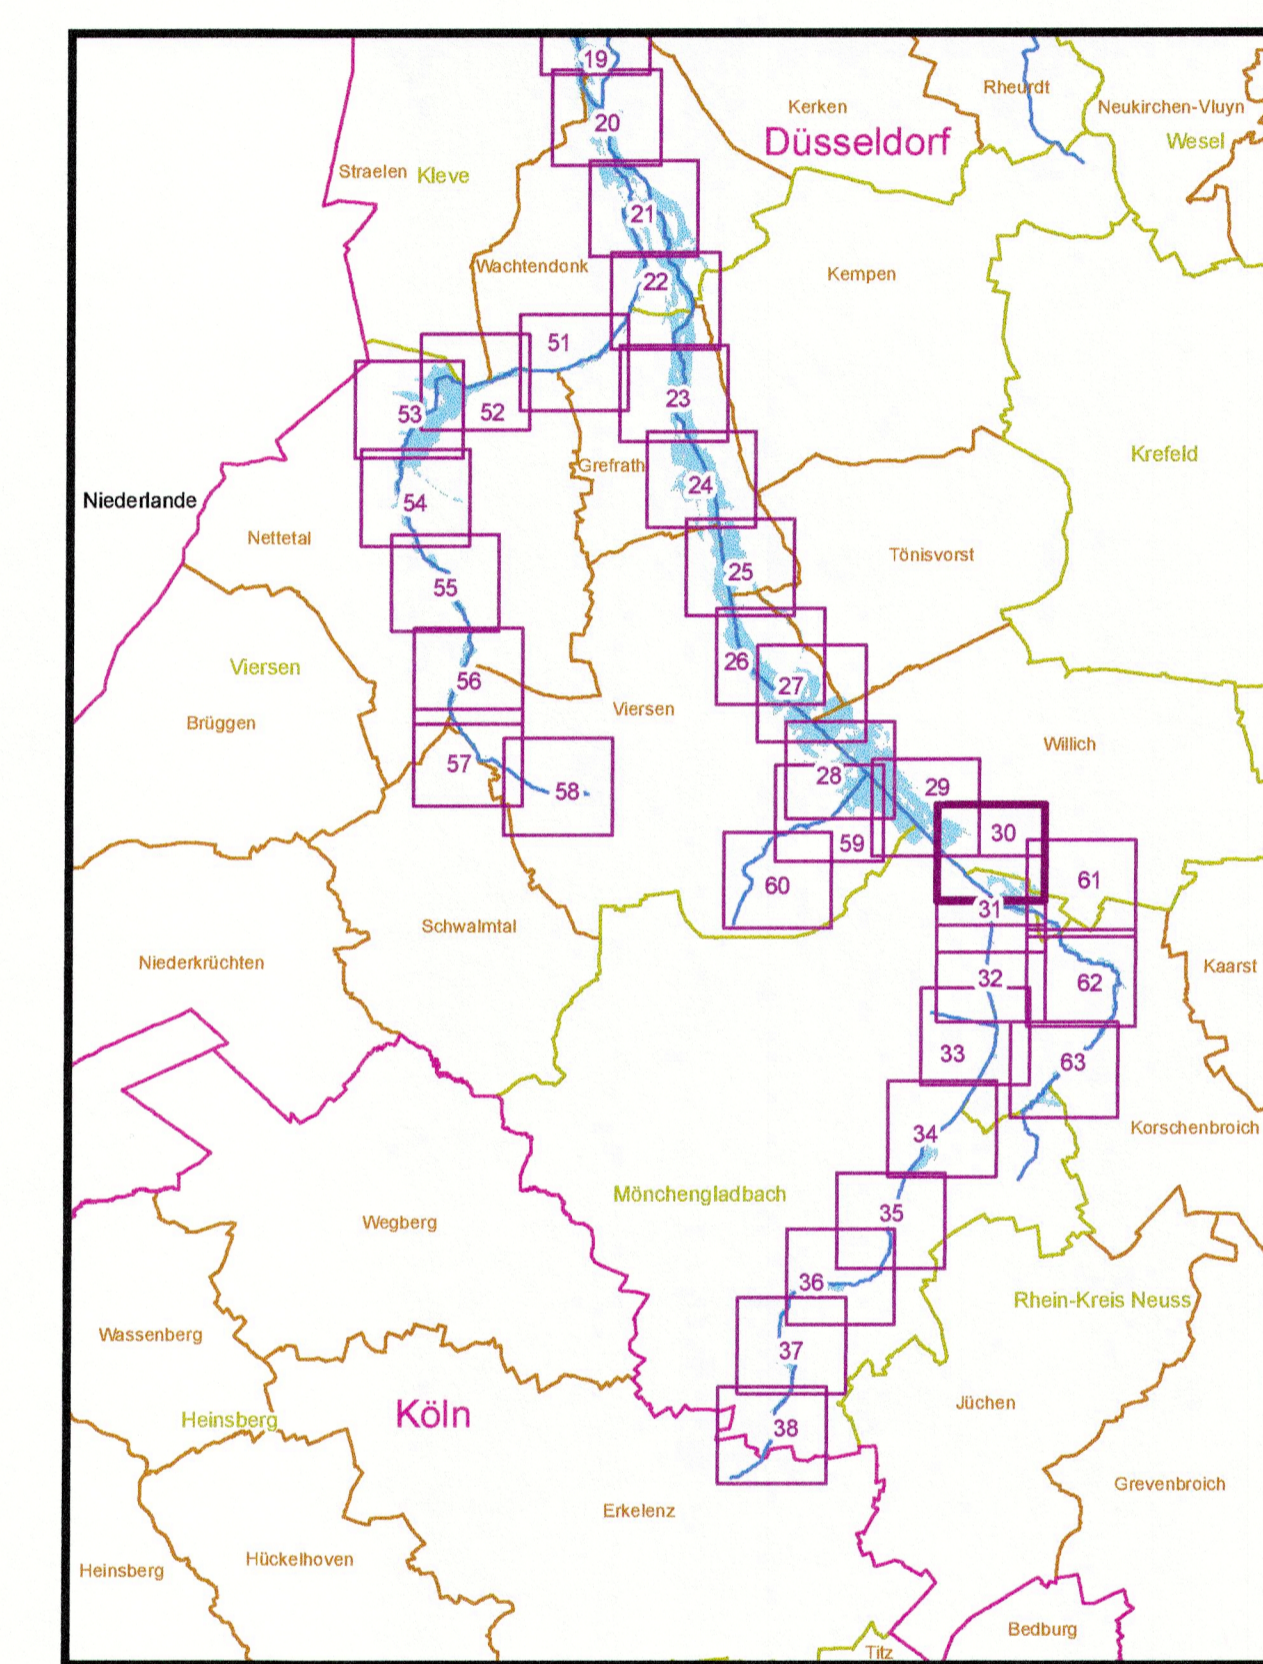 19
Rheurdt
Kerken
Neukirchen-Vluyn
20
Düsseldorf
Wesel
Straelen
Kleve
21
Wachtendonk
Kempen
22
51
23
53
52
Krefeld
Grefrath
24
Niederlande
54
Nettetal
Tönisvorst
25
55
26
Viersen
56
27
Viersen
Brüggen
Willich
57
28
29
58
30
59
61
60
31
Schwalmtal
Niederkrüchten
Kaarst
32
62
33
63
Korschenbroich
34
Mönchengladbach
35
Wegberg
36
Rhein-Kreis Neuss
Wassenberg
37
Jüchen
Köln
Heinsberg
38
Grevenbroich
Erkelenz
Hückelhoven
Heinsberg
Bedburg
Titz